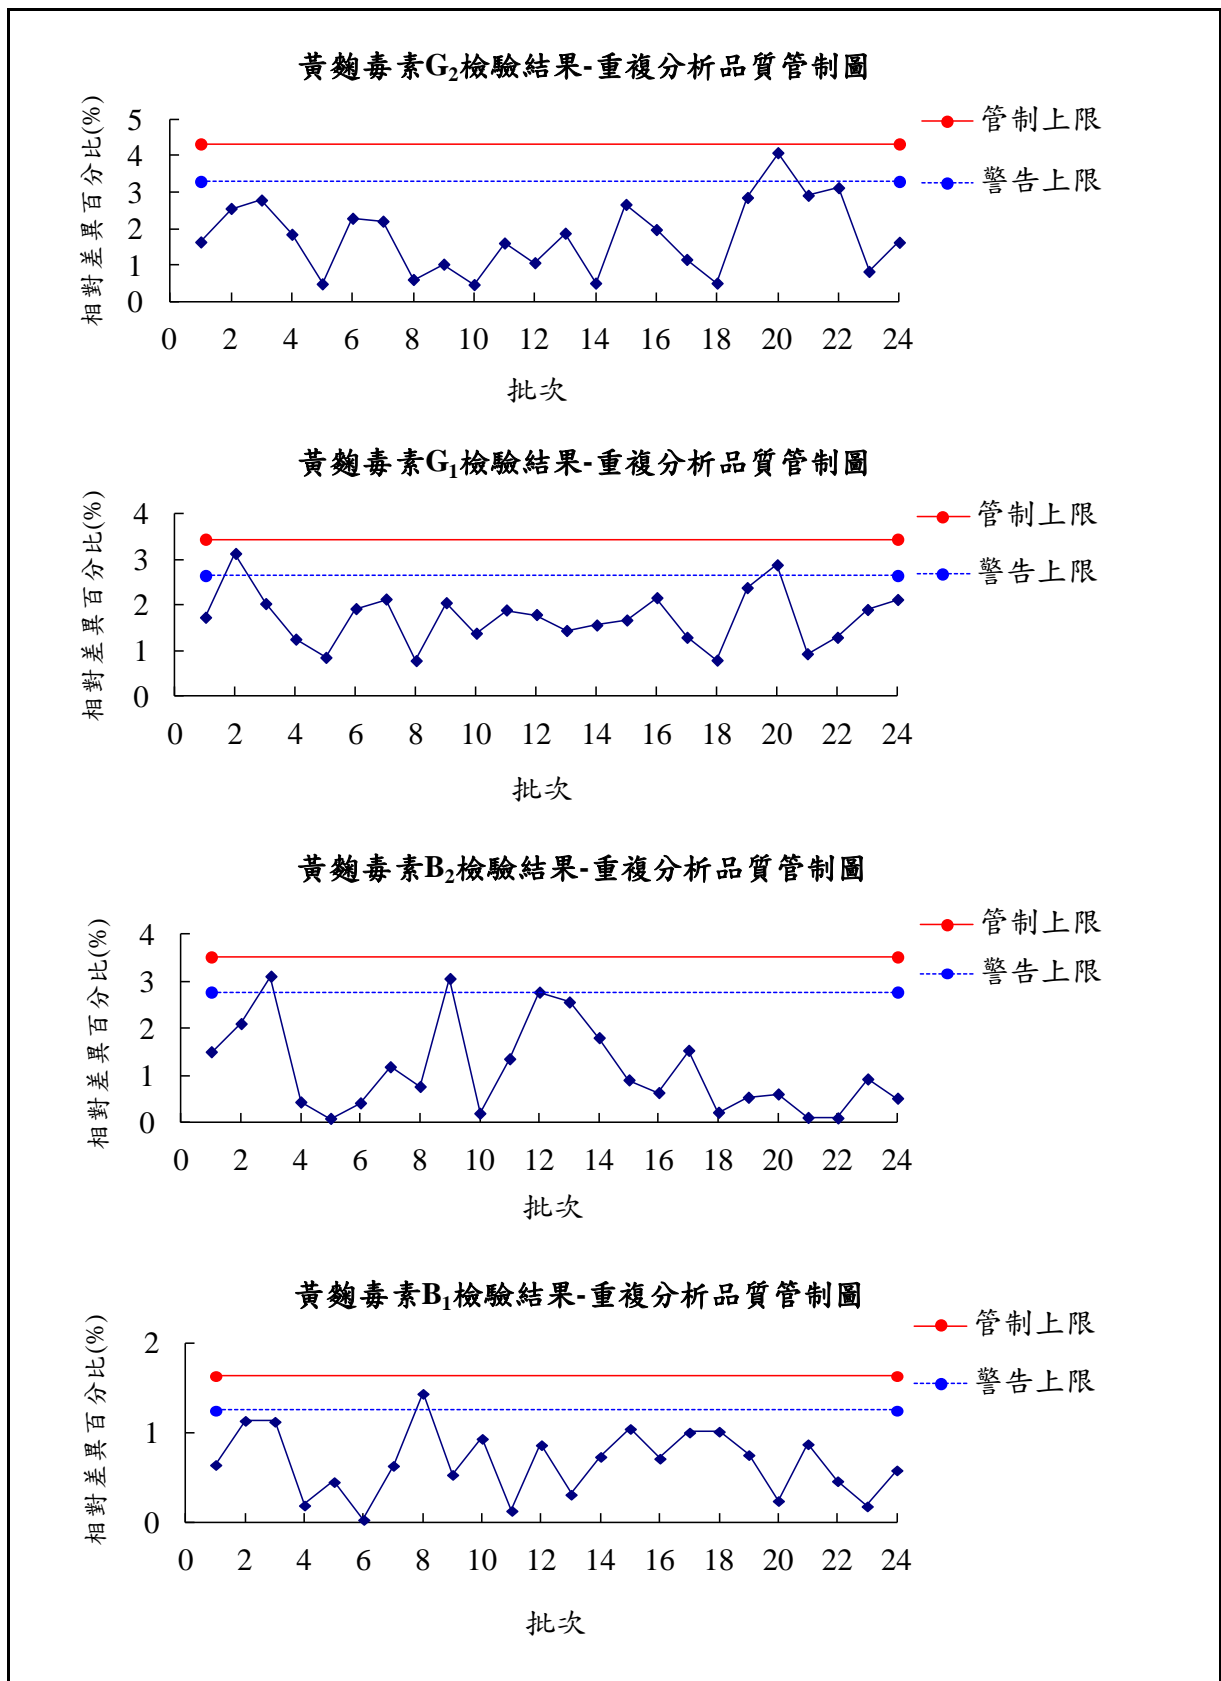 黃麴毒素G₂檢驗結果-重複分析品質管制圖
相對差異百分比(%)
5
4
3
2
1
0
0 2 4 6 8 10 12 14 16 18 20 22 24
批次
管制上限
警告上限
黃麴毒素G₁檢驗結果-重複分析品質管制圖
相對差異百分比(%)
4
3
2
1
0
0 2 4 6 8 10 12 14 16 18 20 22 24
批次
管制上限
警告上限
黃麴毒素B₂檢驗結果-重複分析品質管制圖
相對差異百分比(%)
4
3
2
1
0
0 2 4 6 8 10 12 14 16 18 20 22 24
批次
管制上限
警告上限
黃麴毒素B₁檢驗結果-重複分析品質管制圖
相對差異百分比(%)
2
1
0
0 2 4 6 8 10 12 14 16 18 20 22 24
批次
管制上限
警告上限